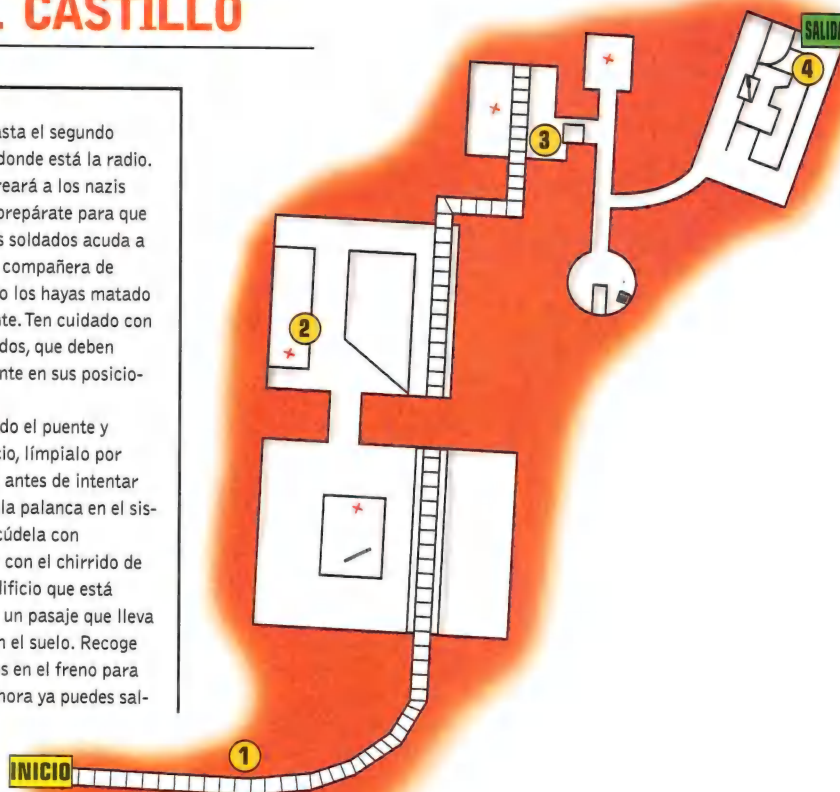 CASTILLO
asta el segundo
donde está la radio.
reará a los nazis
prepárate para que
s soldados acuda a
compañera de
o los hayas matado
te. Ten cuidado con
dos, que deben
nte en sus posicio-
do el puente y
cio, límpialo por
antes de intentar
la palanca en el sis-
cúdela con
con el chirrido de
dificio que está
un pasaje que lleva
n el suelo. Recoge
s en el freno para
hora ya puedes sal-
SALIDA
4
3
2
1
INICIO